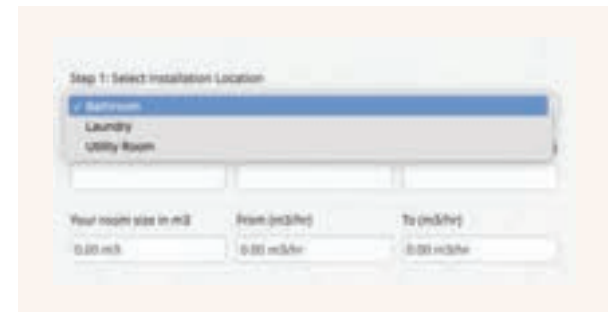 Step 1: Select Installation Location
✓ Bathroom
Laundry
Utility Room
Your room size in m3 From (m3/hr) To (m3/hr)
0.00 m3 0.00 m3/hr 0.00 m3/hr